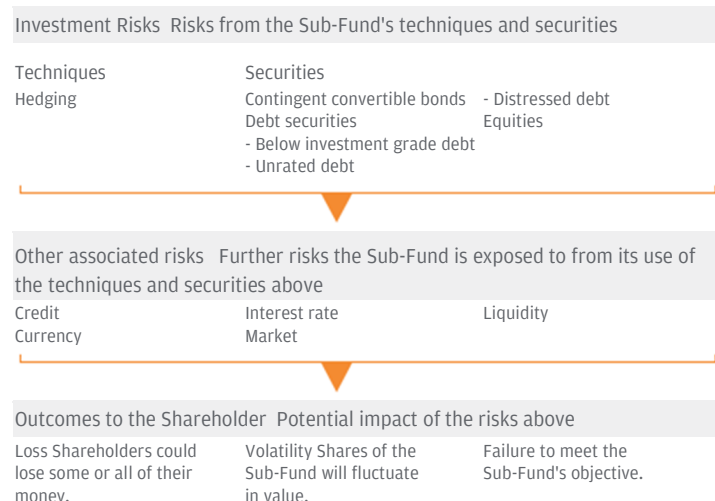 Investment Risks Risks from the Sub-Fund's techniques and securities
Techniques
Hedging
Securities
Contingent convertible bonds
Debt securities
- Below investment grade debt
- Unrated debt
- Distressed debt
Equities
Other associated risks Further risks the Sub-Fund is exposed to from its use of
the techniques and securities above
Credit
Currency
Interest rate
Market
Liquidity
Outcomes to the Shareholder Potential impact of the risks above
Loss Shareholders could
lose some or all of their
money.
Volatility Shares of the
Sub-Fund will fluctuate
in value.
Failure to meet the
Sub-Fund's objective.